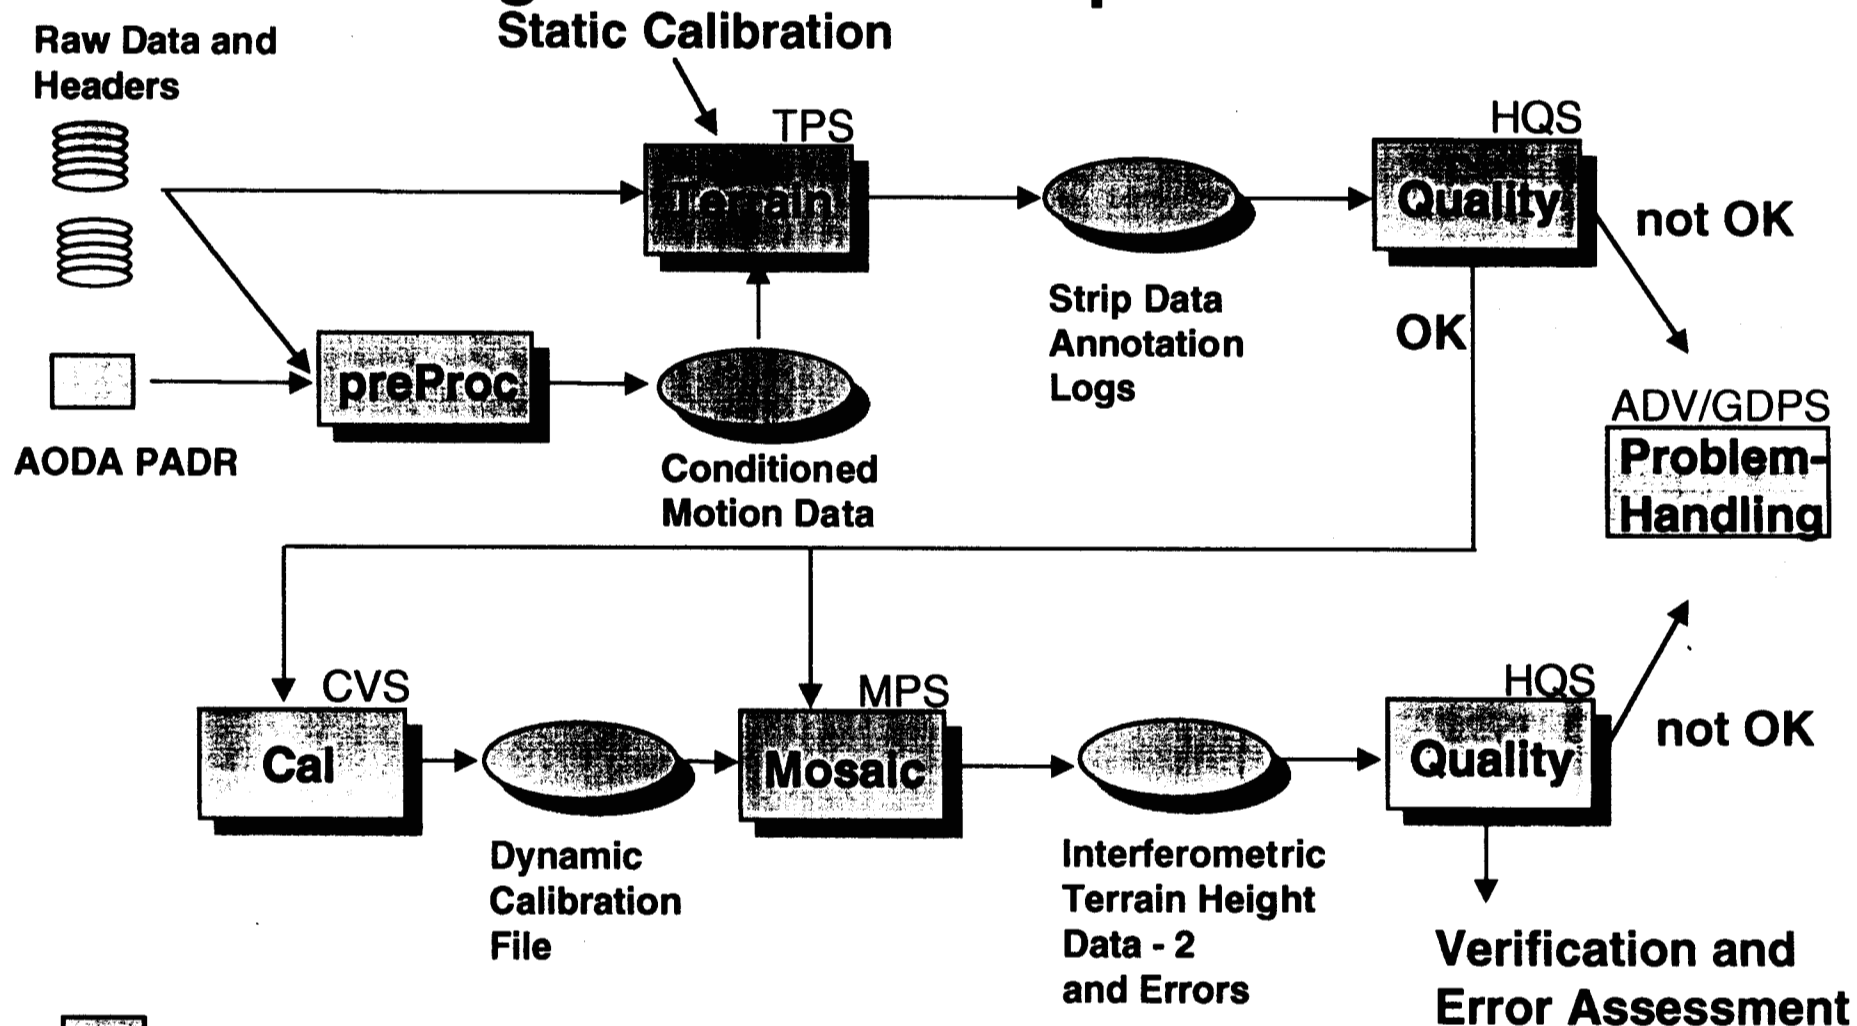 Static Calibration
Raw Data and
Headers
TPS
HQS
Terrain
Quality
not OK
Strip Data
Annotation
Logs
OK
preProc
AODA PADR
Conditioned
Motion Data
ADV/GDPS
Problem-
Handling
CVS
MPS
HQS
Cal
Mosaic
Quality
not OK
Dynamic
Calibration
File
Interferometric
Terrain Height
Data - 2
and Errors
Verification and
Error Assessment